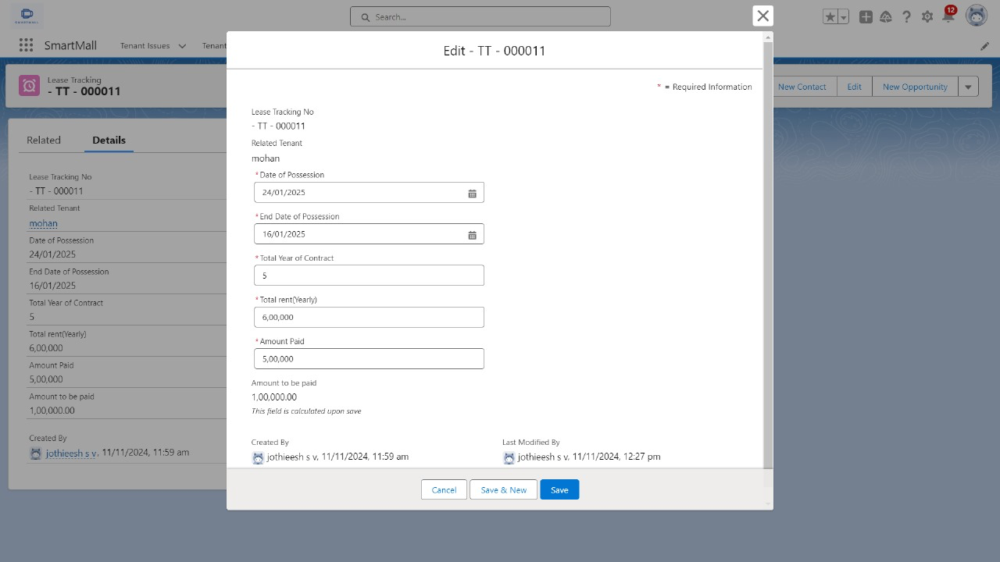 SMARTMALL
Search...
12
SmartMall
Tenant Issues
Tenant
Lease Tracking
- TT - 000011
New Contact
Edit
New Opportunity
Related
Details
Lease Tracking No
- TT - 000011
Related Tenant
mohan
Date of Possession
24/01/2025
End Date of Possession
16/01/2025
Total Year of Contract
5
Total rent(Yearly)
6,00,000
Amount Paid
5,00,000
Amount to be paid
1,00,000.00
Created By
jothieesh s v, 11/11/2024, 11:59 am
Edit - TT - 000011
* = Required Information
Lease Tracking No
- TT - 000011
Related Tenant
mohan
*Date of Possession
24/01/2025
*End Date of Possession
16/01/2025
*Total Year of Contract
5
*Total rent(Yearly)
6,00,000
*Amount Paid
5,00,000
Amount to be paid
1,00,000.00
This field is calculated upon save
Created By
jothieesh s v, 11/11/2024, 11:59 am
Last Modified By
jothieesh s v, 11/11/2024, 12:27 pm
Cancel
Save & New
Save